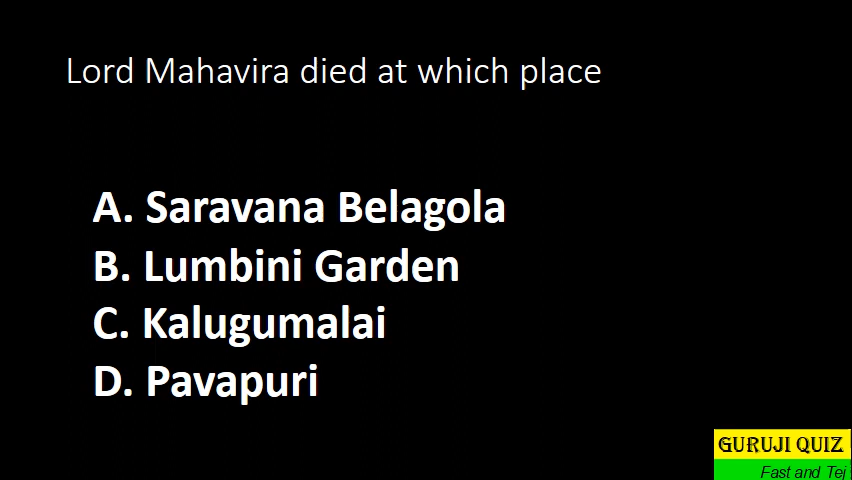 Lord Mahavira died at which place
A. Saravana Belagola
B. Lumbini Garden
C. Kalugumalai
D. Pavapuri
GURUJI QUIZ
Fast and Tej